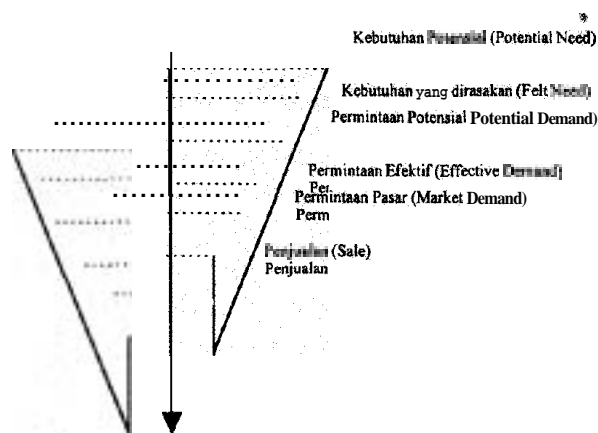 Kebutuhan Potensial (Potential Need)
Kebutuhan yang dirasakan (Felt Need)
Permintaan Potensial Potential Demand)
Permintaan Efektif (Effective Demand)
Per
Permintaan Pasar (Market Demand)
Perm
Penjualan (Sale)
Penjualan